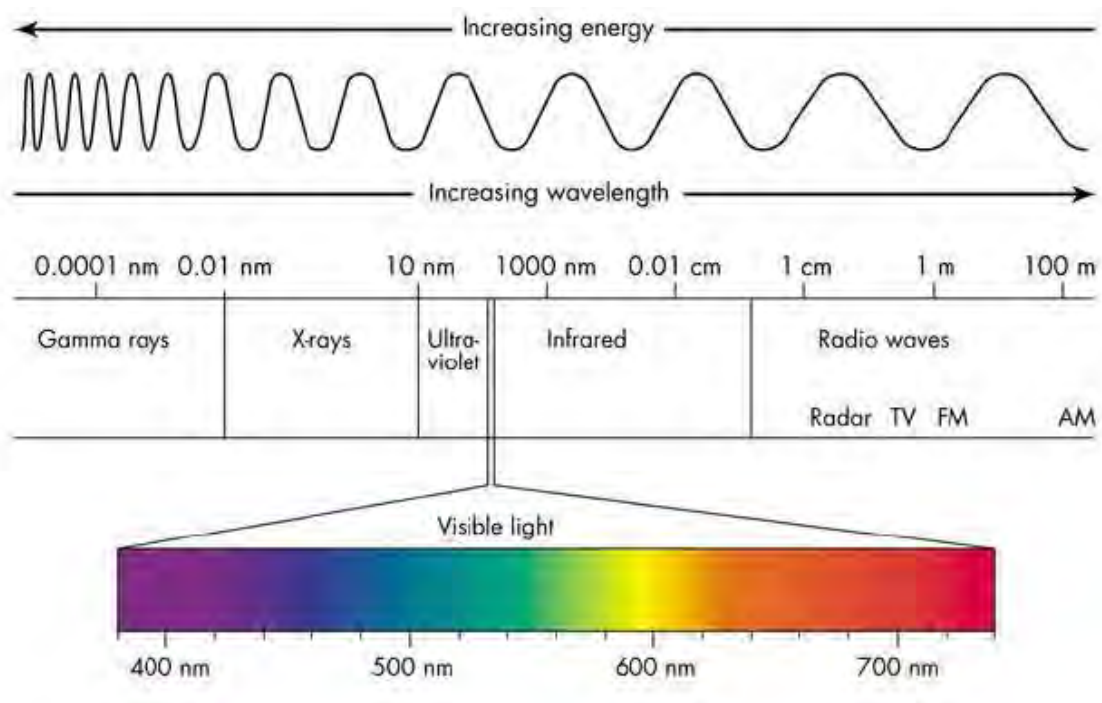 Increasing energy
Increasing wavelength
0.0001 nm 0.01 nm 10 nm 1000 nm 0.01 cm 1 cm 1 m 100 m
Gamma rays X-rays Ultra- Infrared Radio waves
violet
Radar TV FM AM
Visible light
400 nm 500 nm 600 nm 700 nm